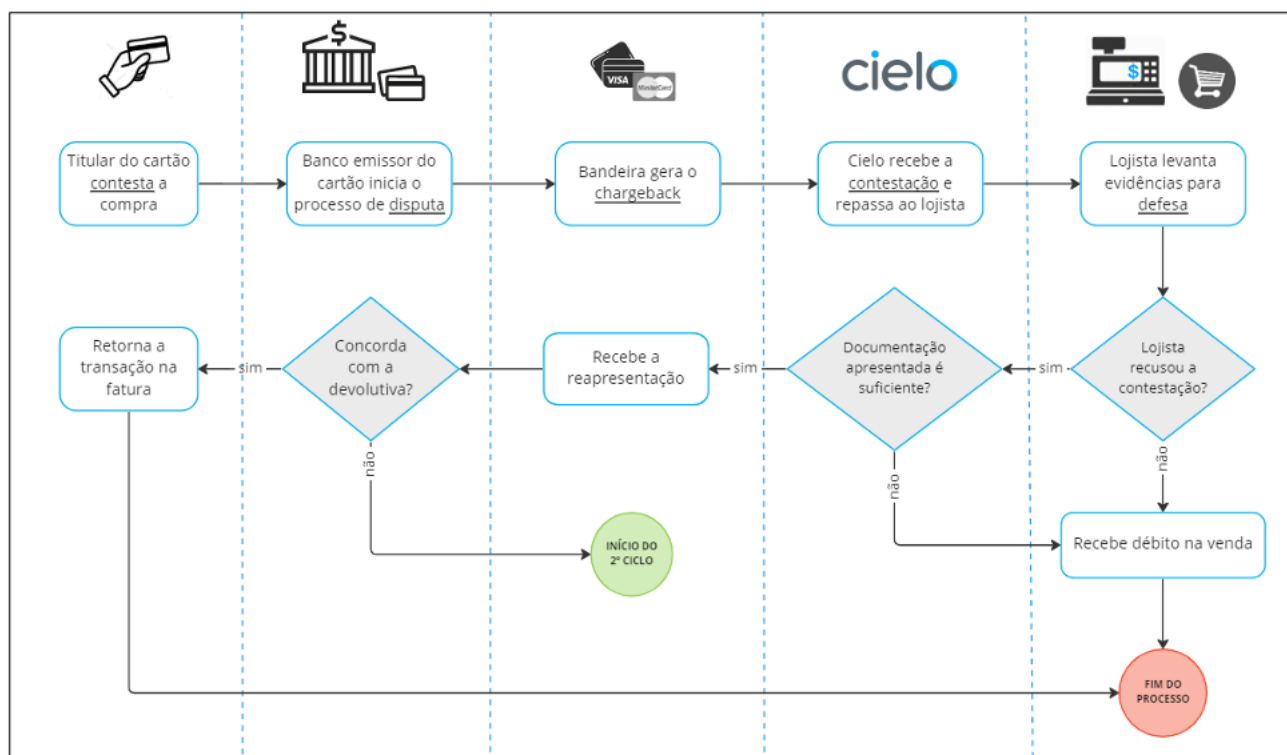 $
VISA
MasterCard
cielo
$
Titular do cartão
contesta a
compra
Banco emissor do
cartão inicia o
processo de disputa
Bandeira gera o
chargeback
Cielo recebe a
contestação e
repassa ao lojista
Lojista levanta
evidências para
defesa
Retorna a
transação na
fatura
sim
Concorda
com a
devolutiva?
Recebe a
reapresentação
sim
Documentação
apresentada é
suficiente?
sim
Lojista
recusou a
contestação?
não
não
não
INÍCIO DO
2º CICLO
Recebe débito na venda
FIM DO
PROCESSO